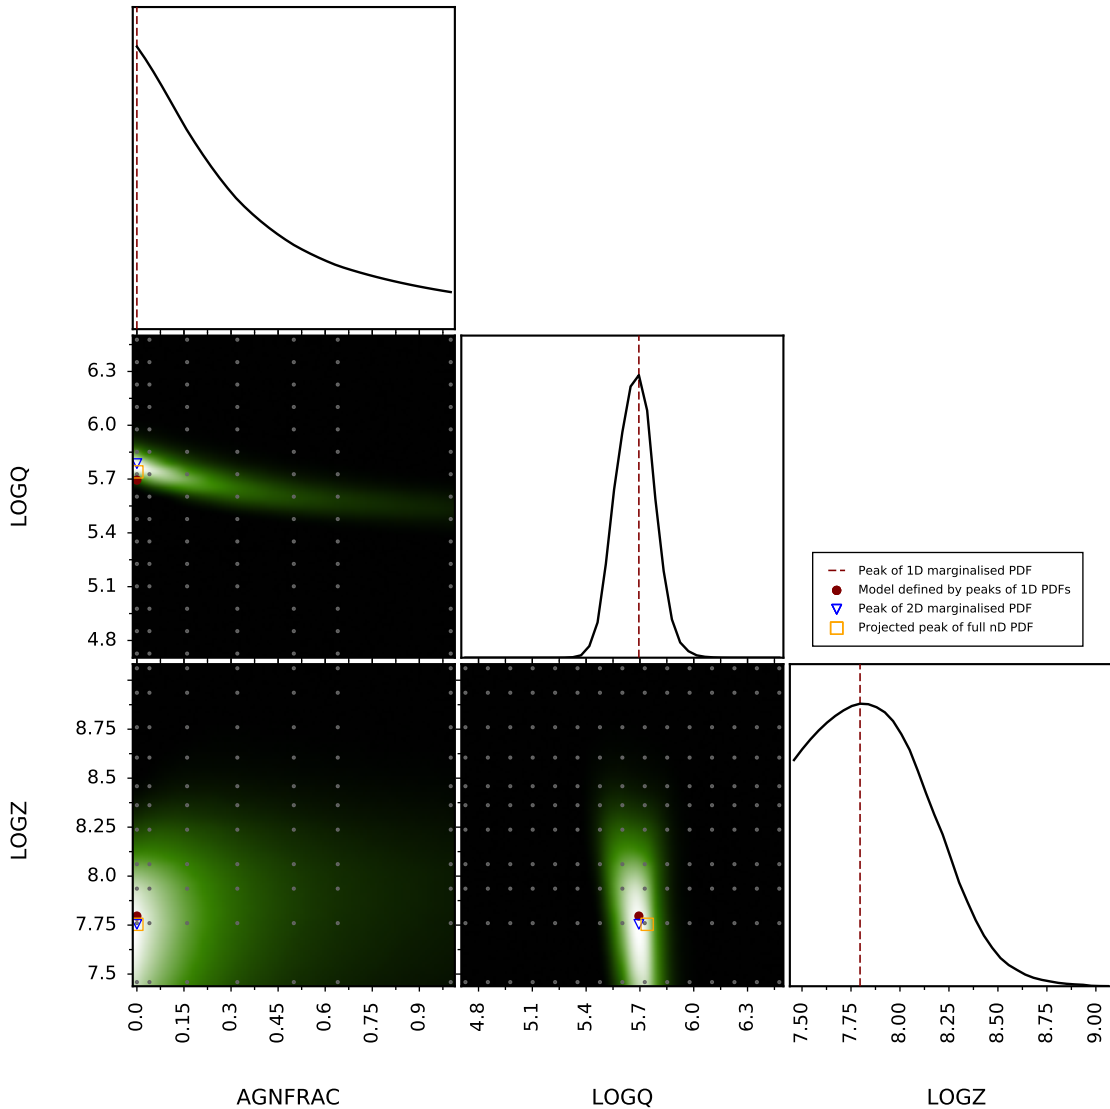 LOGQ
6.3
6.0
5.7
5.4
5.1
4.8
Peak of 1D marginalised PDF
Model defined by peaks of 1D PDFs
Peak of 2D marginalised PDF
Projected peak of full nD PDF
LOGZ
8.75
8.5
8.25
8.0
7.75
7.5
0.0 0.15 0.3 0.45 0.6 0.75 0.9
4.8 5.1 5.4 5.7 6.0 6.3
7.50 7.75 8.00 8.25 8.50 8.75 9.00
AGNFRAC LOGQ LOGZ